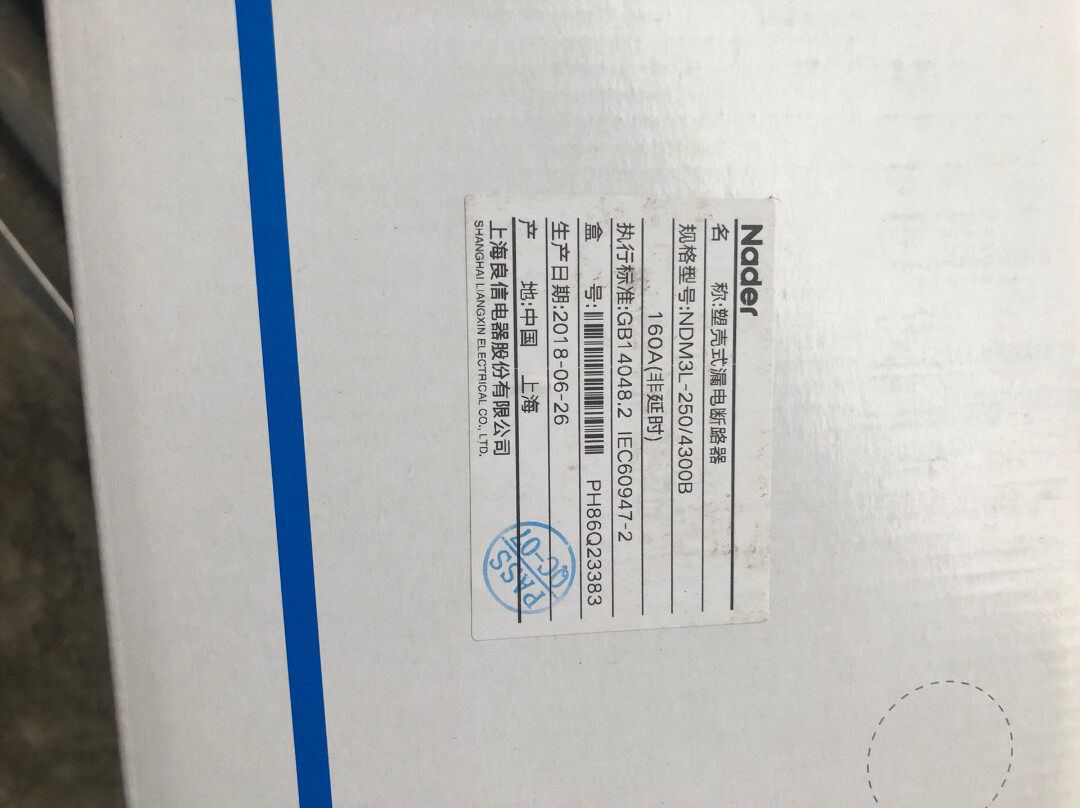 Nader
名 称:塑壳式漏电断路器
规格型号:NDM3L-250/4300B
160A(非延时)
执行标准:GB14048.2 IEC60947-2
盒 号: PH86Q23383
生产日期:2018-06-26
产 地:中国 上海
上海良信电器股份有限公司
SHANGHAI LIANGXIN ELECTRICAL CO., LTD.
QC-07
PASS